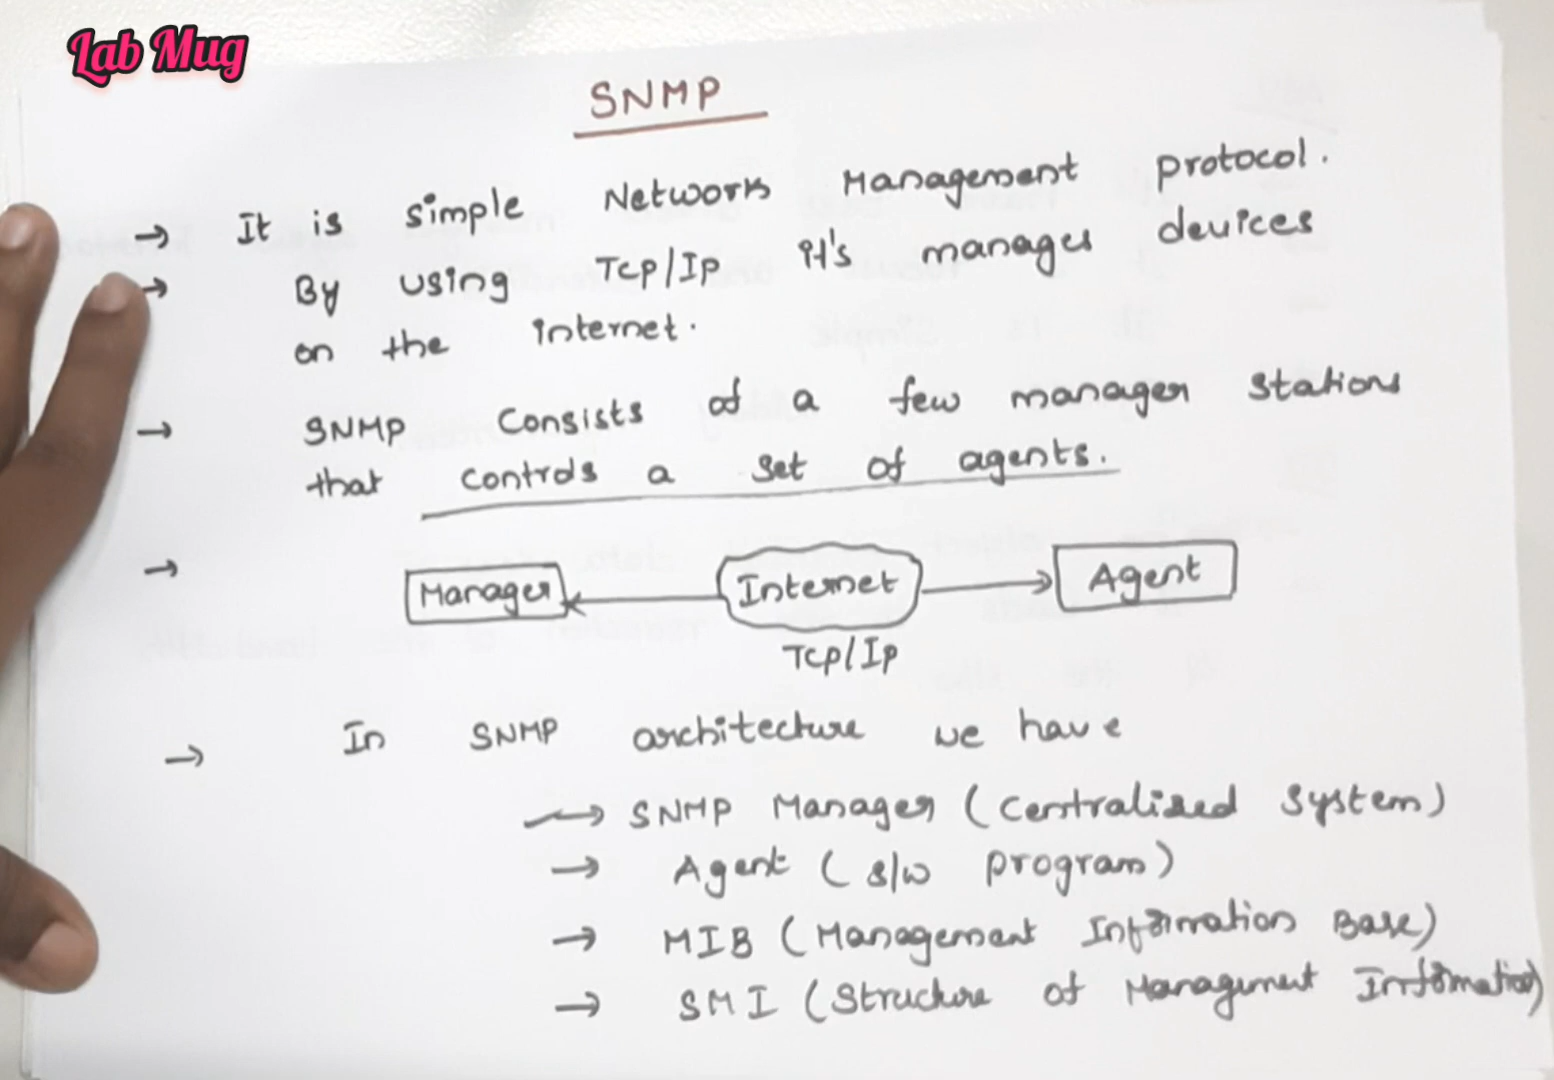 Lab Mug
SNMP
→ It is simple Network Management protocol.
→ By using TCP/IP it's manages devices
on the internet.
→ SNMP Consists of a few manager stations
that controls a set of agents.
→ Manager Internet Agent
TCP/IP
→ In SNMP architecture we have
→ SNMP Manager (Centralized System)
→ Agent (s/w program)
→ MIB (Management Information Base)
→ SMI (Structure of Management Information)